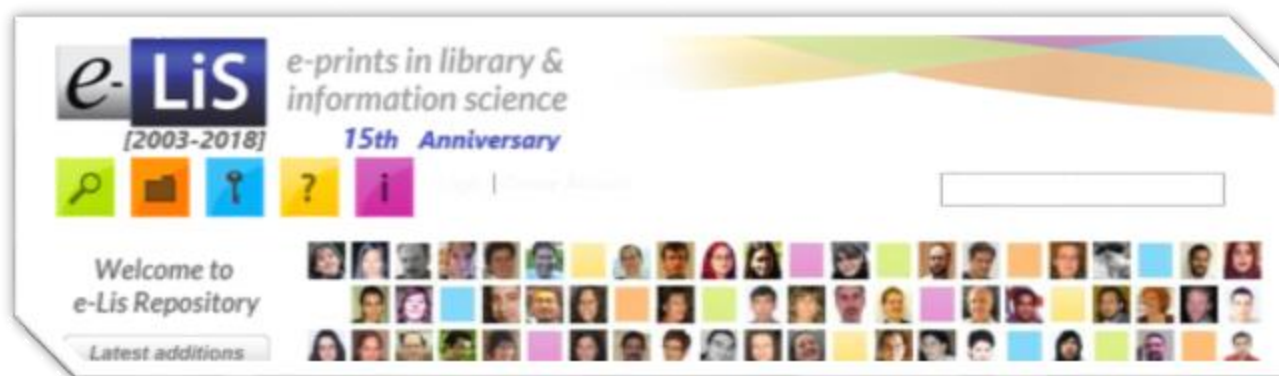 e-LiS
e-prints in library &
information science
[2003-2018] 15th Anniversary
? i
|
Welcome to
e-Lis Repository
Latest additions